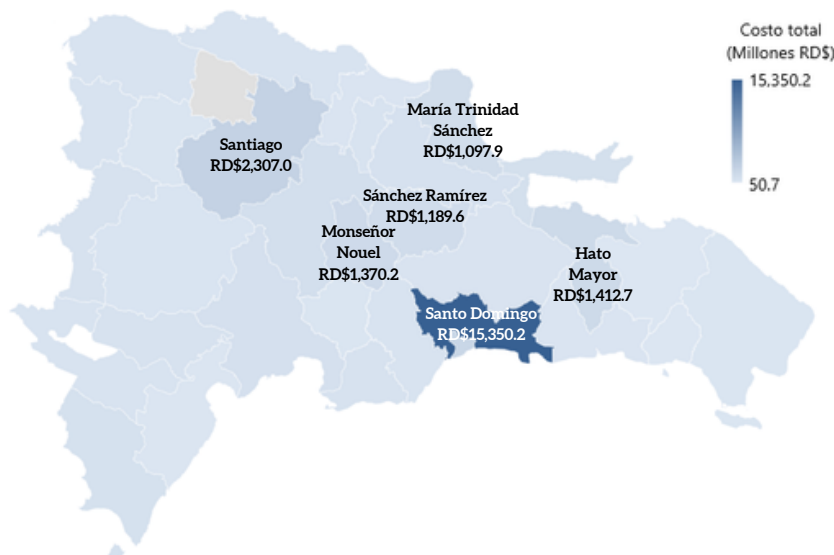 Costo total
(Millones RD$)
15,350.2
50.7
María Trinidad
Sánchez
RD$1,097.9
Santiago
RD$2,307.0
Sánchez Ramírez
RD$1,189.6
Monseñor
Nouel
RD$1,370.2
Hato
Mayor
RD$1,412.7
Santo Domingo
RD$15,350.2